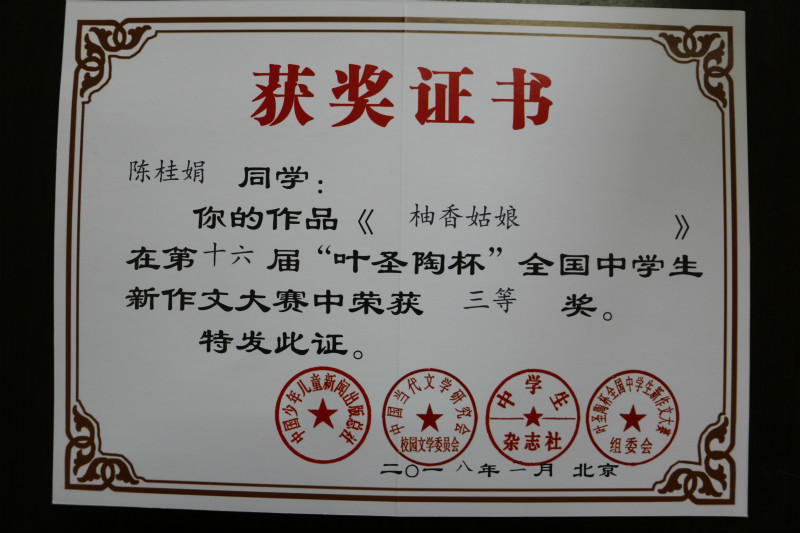 获奖证书
陈桂娟 同学：
你的作品《 柚香姑娘 》
在第十六届“叶圣陶杯”全国中学生
新作文大赛中荣获 三等 奖。
特发此证。
中国少年儿童新闻出版总社
中国当代文学研究会
校园文学委员会
中学生
杂志社
叶圣陶杯全国中学生新作文大赛
组委会
二〇一八年一月 北京